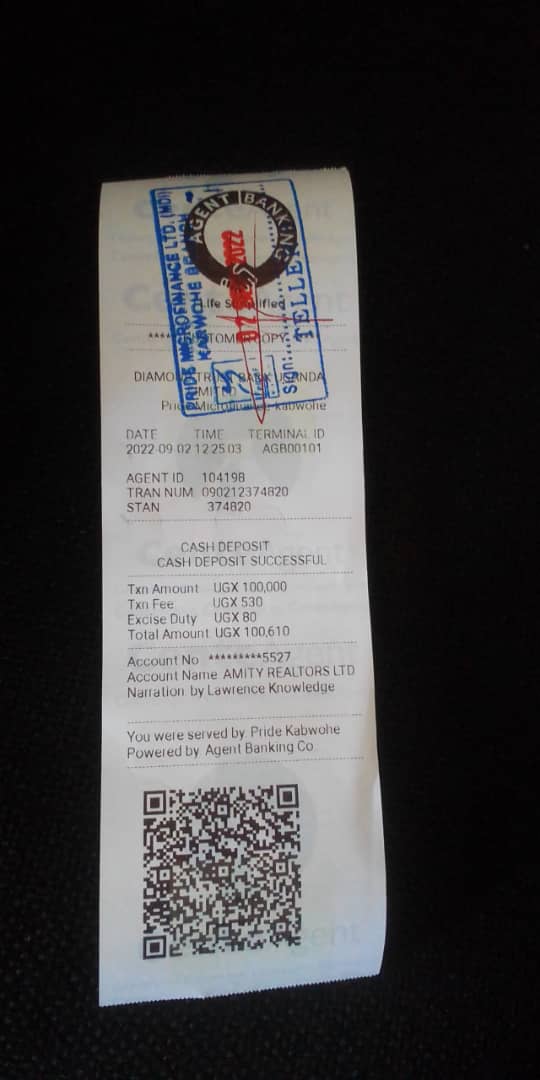 AGENT BANKING
Life Simplified
PRIDE MICROFINANCE LTD. (MDI)
KABWOHE BRANCH
02 2022
Sign:
TELLER
CUSTOMER COPY
DIAMOND TRUST BANK UGANDA
LIMITED
Pride Microfinance Kabwohe
DATE TIME TERMINAL ID
2022-09-02 12:25:03 AGB00101
AGENT ID 104198
TRAN NUM 090212374820
STAN 374820
CASH DEPOSIT
CASH DEPOSIT SUCCESSFUL
Txn Amount UGX 100,000
Txn Fee UGX 530
Excise Duty UGX 80
Total Amount UGX 100,610
Account No *********5527
Account Name AMITY REALTORS LTD
Narration by Lawrence Knowledge
You were served by Pride Kabwohe
Powered by Agent Banking Co